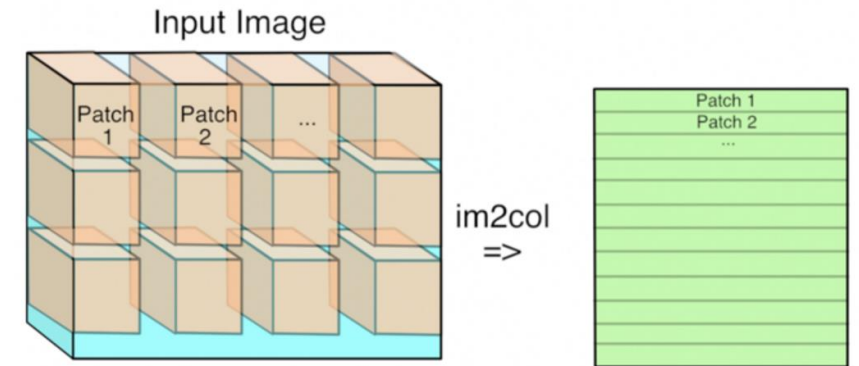 Input Image
Patch
1
Patch
2
...
im2col
=>
Patch 1
Patch 2
...